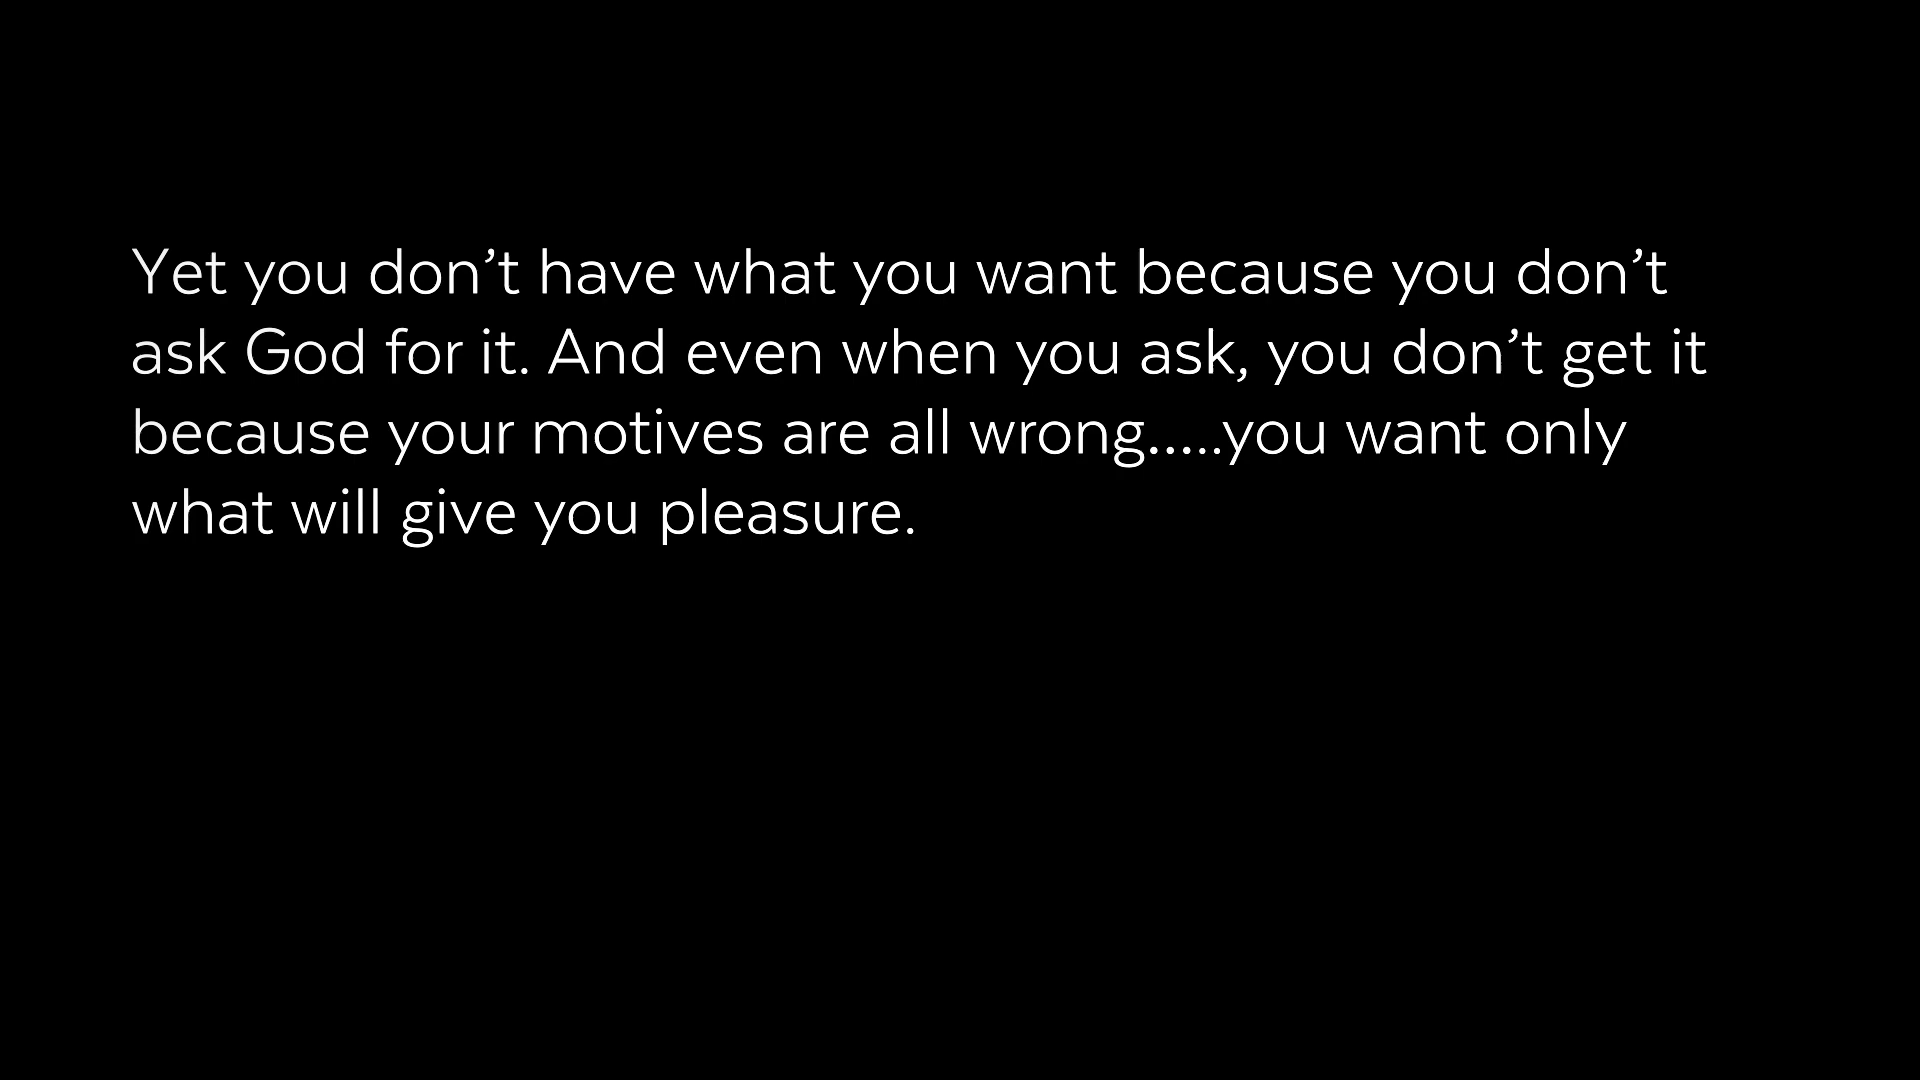 Yet you don’t have what you want because you don’t
ask God for it. And even when you ask, you don’t get it
because your motives are all wrong.....you want only
what will give you pleasure.